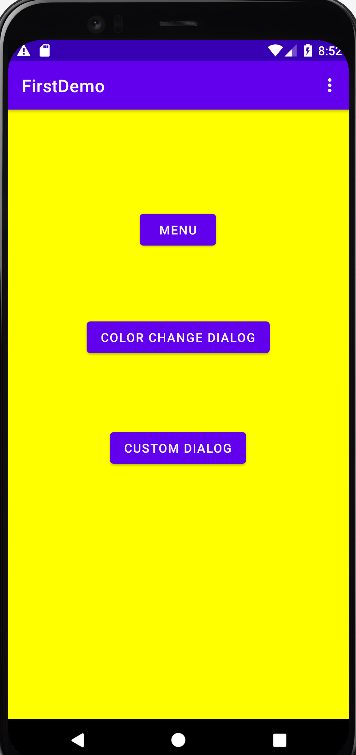 8:52
FirstDemo
MENU
COLOR CHANGE DIALOG
CUSTOM DIALOG